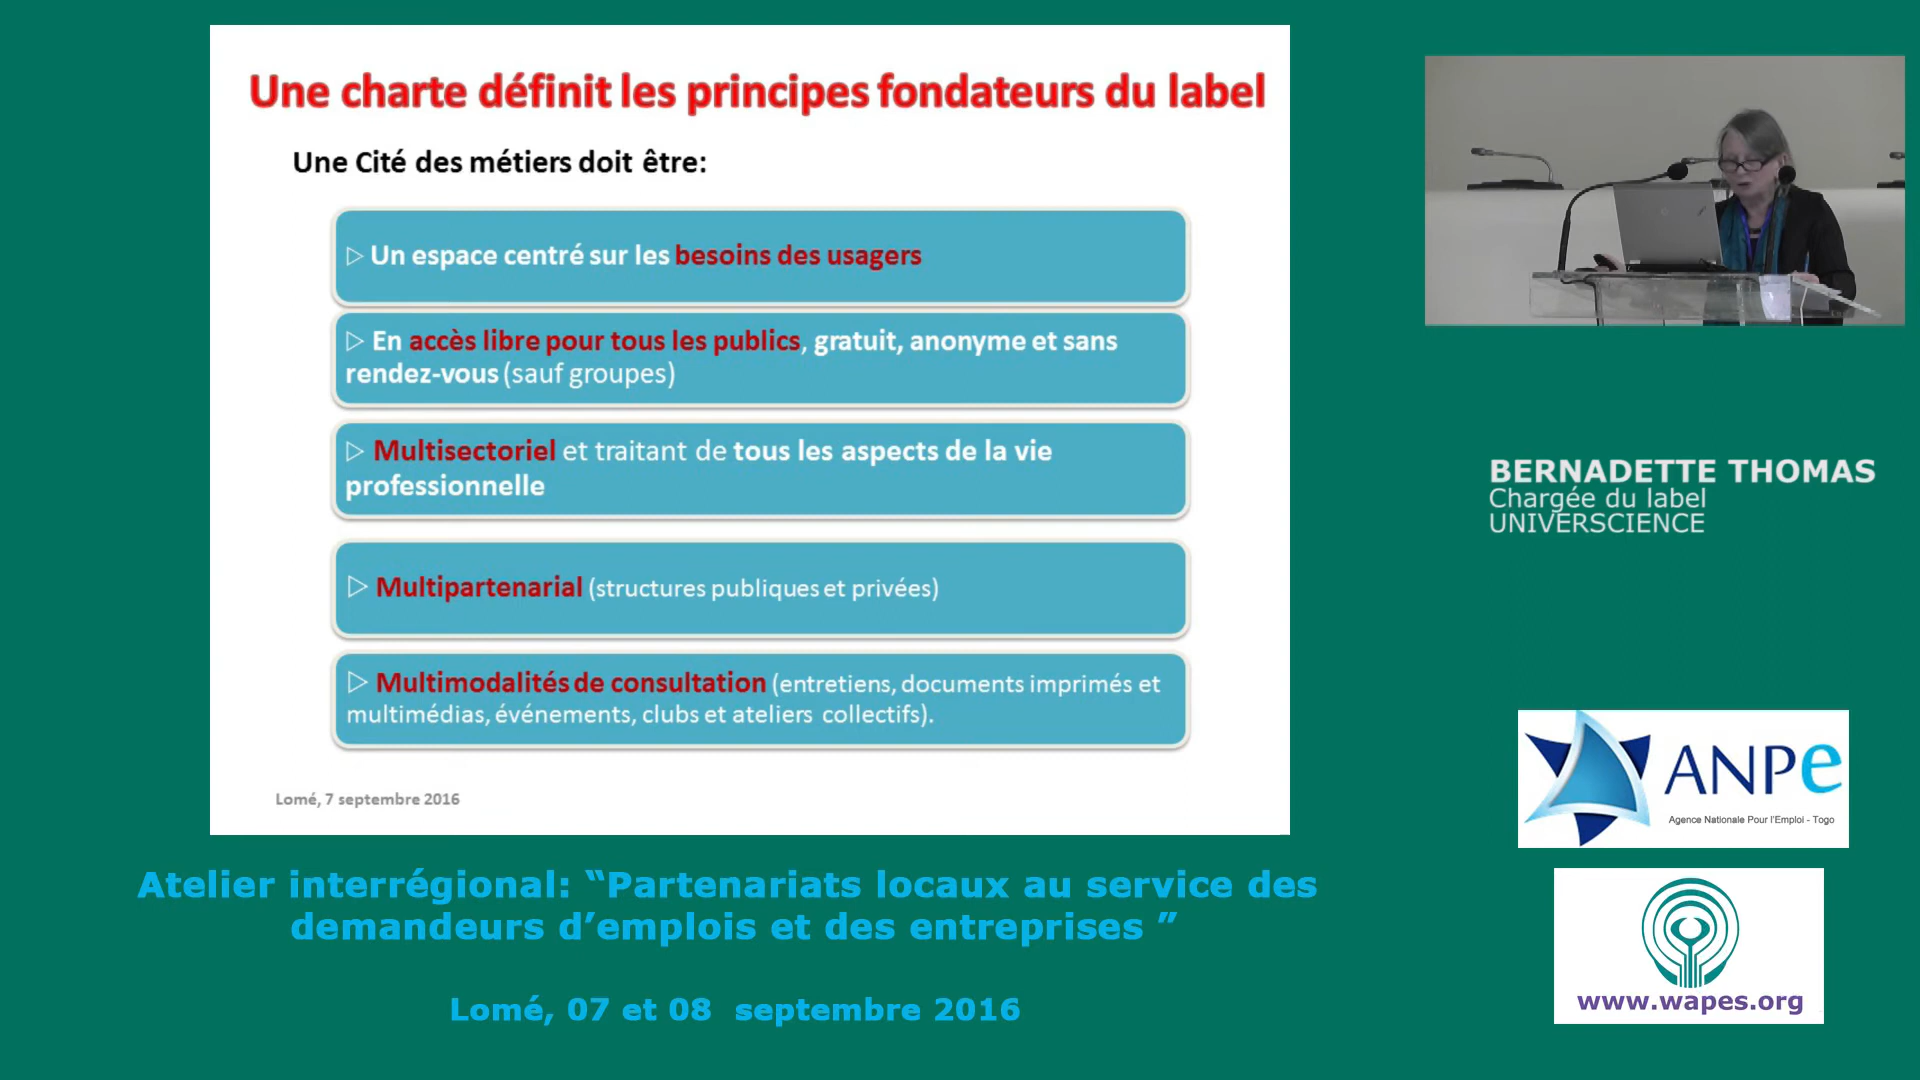 Une charte définit les principes fondateurs du label
Une Cité des métiers doit être:
▷ Un espace centré sur les besoins des usagers
▷ En accès libre pour tous les publics, gratuit, anonyme et sans
rendez-vous (sauf groupes)
▷ Multisectoriel et traitant de tous les aspects de la vie
professionnelle
▷ Multipartenarial (structures publiques et privées)
▷ Multimodalités de consultation (entretiens, documents imprimés et
multimédias, événements, clubs et ateliers collectifs).
Lomé, 7 septembre 2016
BERNADETTE THOMAS
Chargée du label
UNIVERSCIENCE
ANPe
Agence Nationale Pour l'Emploi - Togo
www.wapes.org
Atelier interrégional: “Partenariats locaux au service des
demandeurs d’emplois et des entreprises ”
Lomé, 07 et 08 septembre 2016